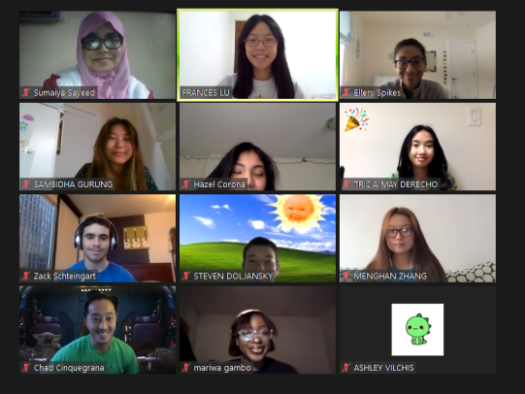 Sumaiya Sayeed
FRANCES LU
Ellery Spikes
SAMBIDHA GURUNG
Hazel Corona
TRICIA MAY DERECHO
Zack Schteingart
STEVEN DOLJANSKY
MENGHAN ZHANG
Chad Cinquegrana
mariwa gambo
ASHLEY VILCHIS